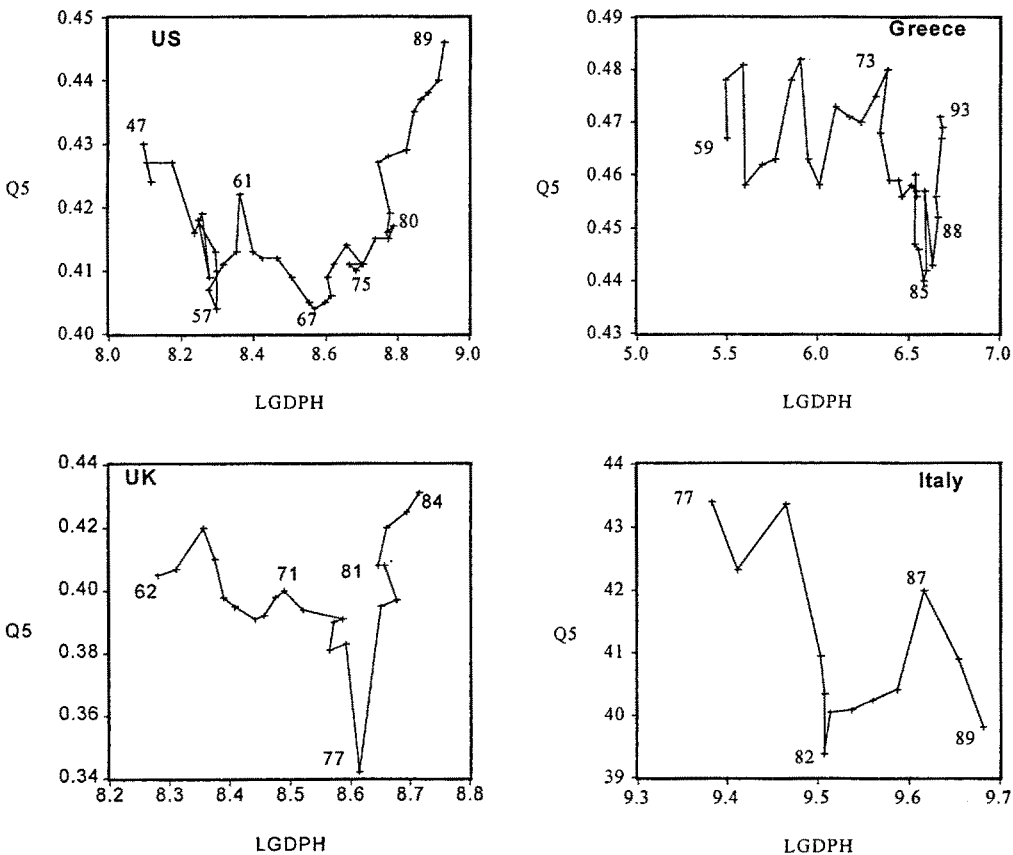 US
0.45
0.44
0.43
0.42
0.41
0.40
Q5
47
57
61
67
75
80
89
8.0 8.2 8.4 8.6 8.8 9.0
LGDPH
Greece
0.49
0.48
0.47
0.46
0.45
0.44
0.43
Q5
59
73
85
88
93
5.0 5.5 6.0 6.5 7.0
LGDPH
UK
0.44
0.42
0.40
0.38
0.36
0.34
Q5
62
71
77
81
84
8.2 8.3 8.4 8.5 8.6 8.7 8.8
LGDPH
Italy
44
43
42
41
40
39
Q5
77
82
87
89
9.3 9.4 9.5 9.6 9.7
LGDPH